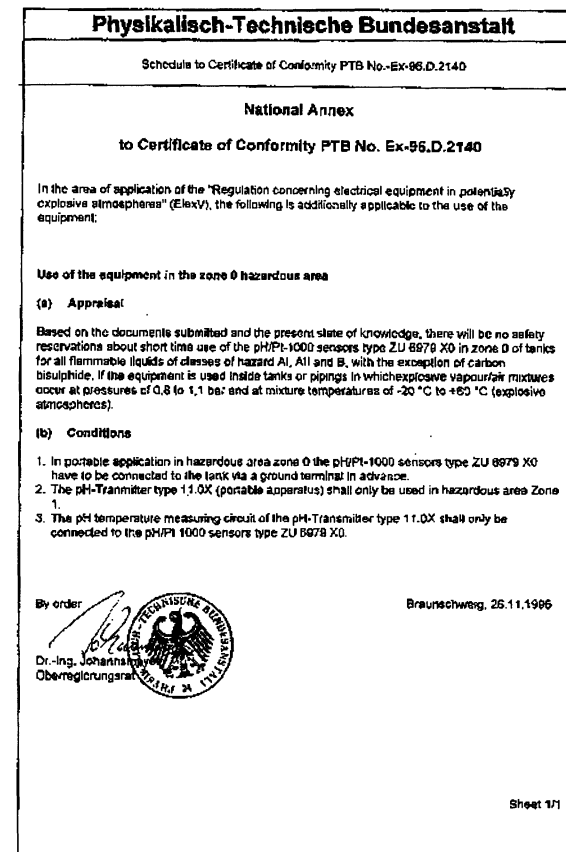 Physikalisch-Technische Bundesanstalt
Schedule to Certificate of Conformity PTB No.-Ex-96.D.2140
National Annex
to Certificate of Conformity PTB No. Ex-96.D.2140
In the area of application of the "Regulation concerning electrical equipment in potentially
explosive atmospheres" (ElexV), the following is additionally applicable to the use of the
equipment:
Use of the equipment in the zone 0 hazardous area
(a) Appraisal
Based on the documents submitted and the present state of knowledge, there will be no safety
reservations about short time use of the pH/Pt-1000 sensors type ZU 6979 X0 in zone 0 of tanks
for all flammable liquids of classes of hazard AI, AII and B, with the exception of carbon
bisulphide, if the equipment is used inside tanks or pipings in which explosive vapour/air mixtures
occur at pressures of 0,8 to 1,1 bar and at mixture temperatures of -20 °C to +60 °C (explosive
atmospheres).
(b) Conditions
1. In portable application in hazardous area zone 0 the pH/Pt-1000 sensors type ZU 6979 X0
have to be connected to the tank via a ground terminal in advance.
2. The pH-Tranmitter type 11.0X (portable apparatus) shall only be used in hazardous area Zone
1.
3. The pH temperature measuring circuit of the pH-Transmitter type 11.0X shall only be
connected to the pH/Pt 1000 sensors type ZU 6979 X0.
By order
Braunschweig, 26.11.1996
Dr.-Ing. Johannsmeyer
Oberregierungsrat
Sheet 1/1